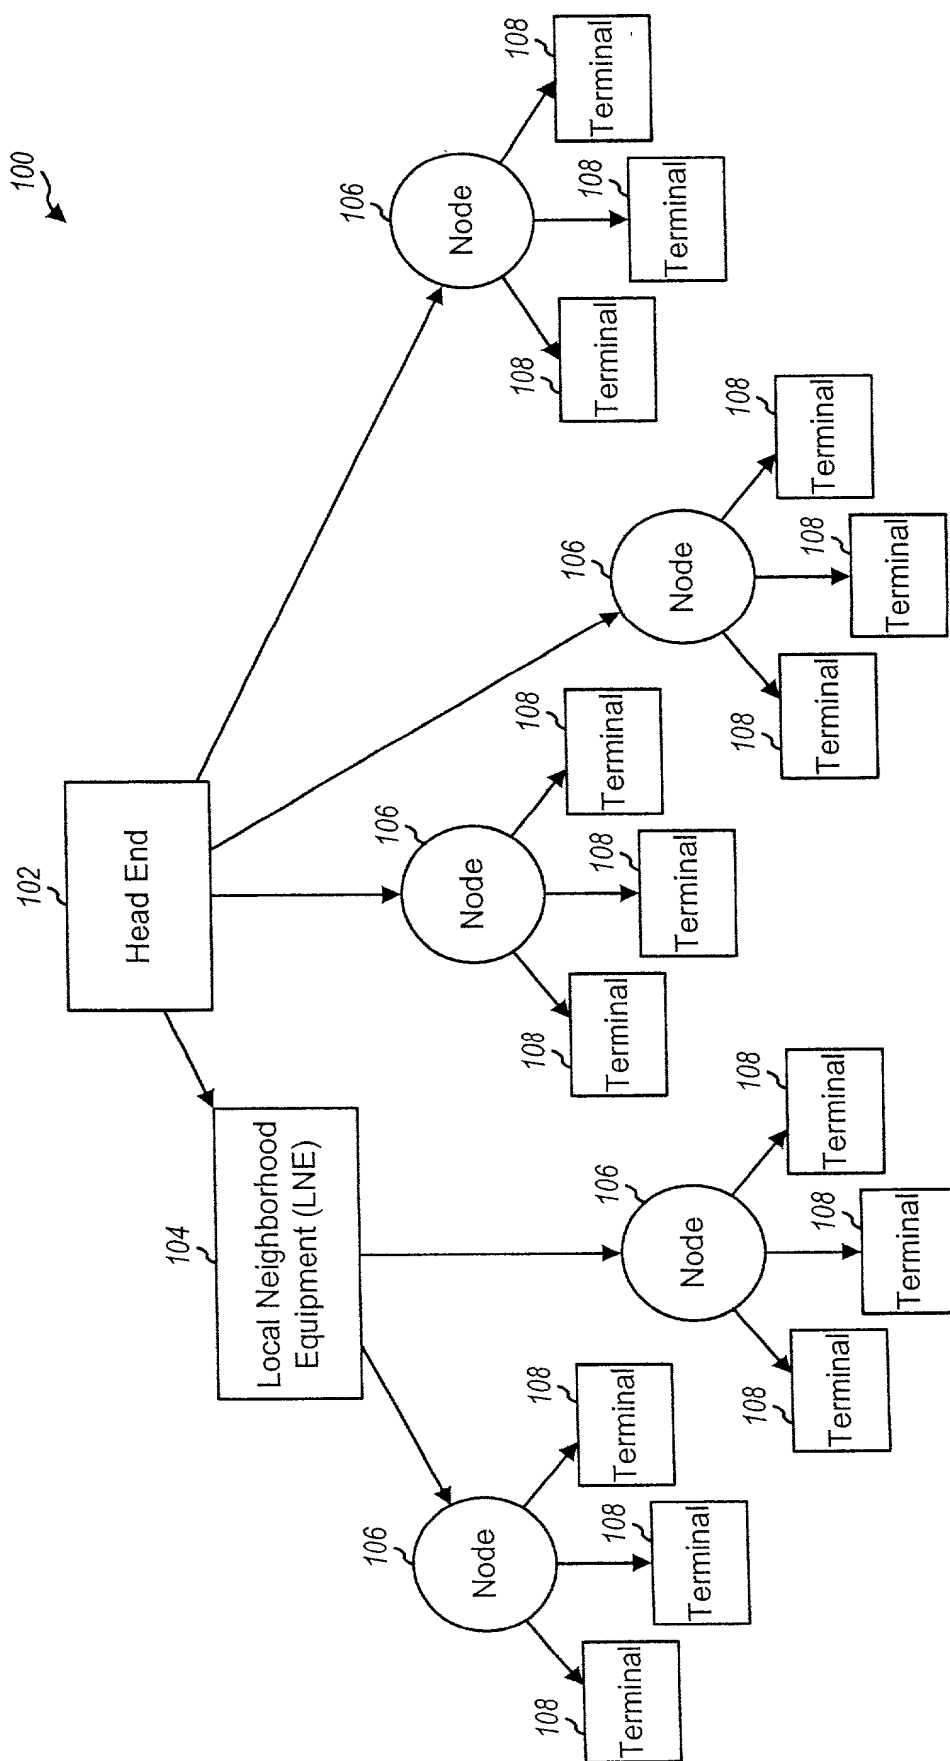 100
102
Head End
104
Local Neighborhood
Equipment (LNE)
106
Node
108
Terminal
108
Terminal
108
Terminal
106
Node
108
Terminal
108
Terminal
108
Terminal
106
Node
108
Terminal
108
Terminal
108
Terminal
106
Node
108
Terminal
108
Terminal
108
Terminal
106
Node
108
Terminal
108
Terminal
108
Terminal